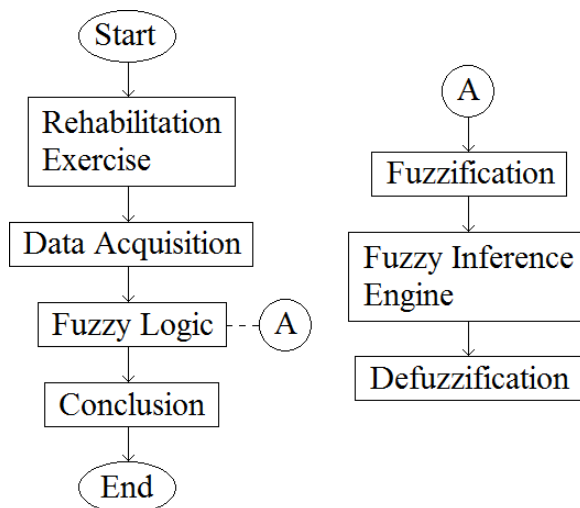 Start
Rehabilitation
Exercise
Data Acquisition
Fuzzy Logic
A
Conclusion
End
A
Fuzzification
Fuzzy Inference
Engine
Defuzzification